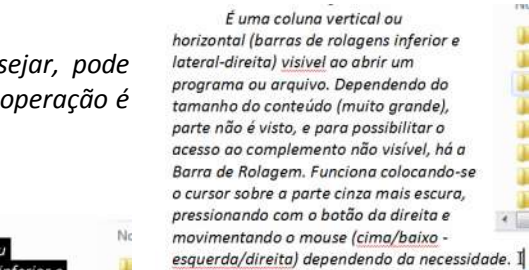 É uma coluna vertical ou
horizontal (barras de rolagens inferior e
lateral-direita) visivel ao abrir um
programa ou arquivo. Dependendo do
tamanho do conteúdo (muito grande),
parte não é visto, e para possibilitar o
acesso ao complemento não visível, há a
Barra de Rolagem. Funciona colocando-se
o cursor sobre a parte cinza mais escura,
pressionando com o botão da direita e
movimentando o mouse (cima/baixo -
esquerda/direita) dependendo da necessidade.
sejar, pode
operação é